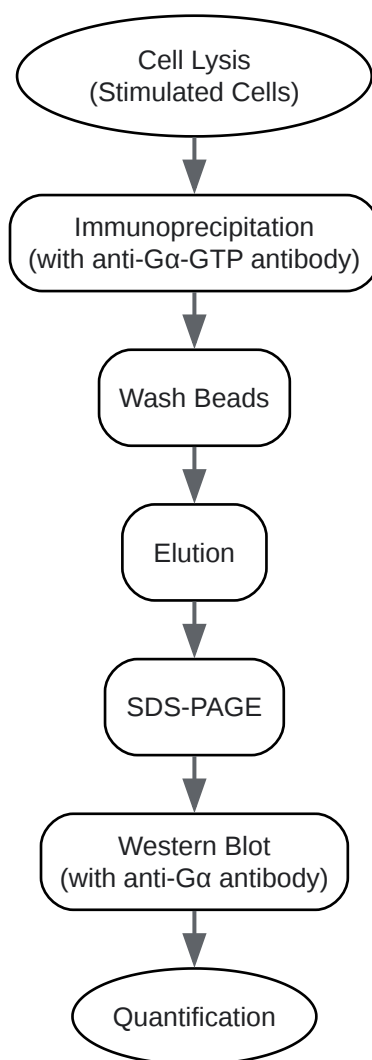 Cell Lysis
(Stimulated Cells)
Immunoprecipitation
(with anti-Gα-GTP antibody)
Wash Beads
Elution
SDS-PAGE
Western Blot
(with anti-Gα antibody)
Quantification